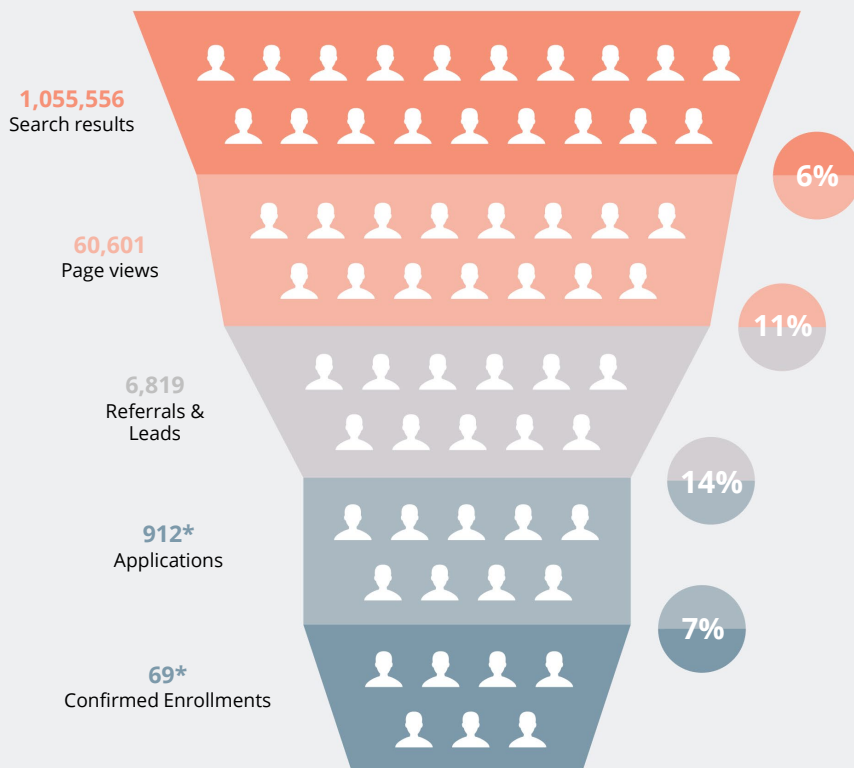 1,055,556
Search results
6%
60,601
Page views
11%
6,819
Referrals &
Leads
14%
912*
Applications
7%
69*
Confirmed Enrollments